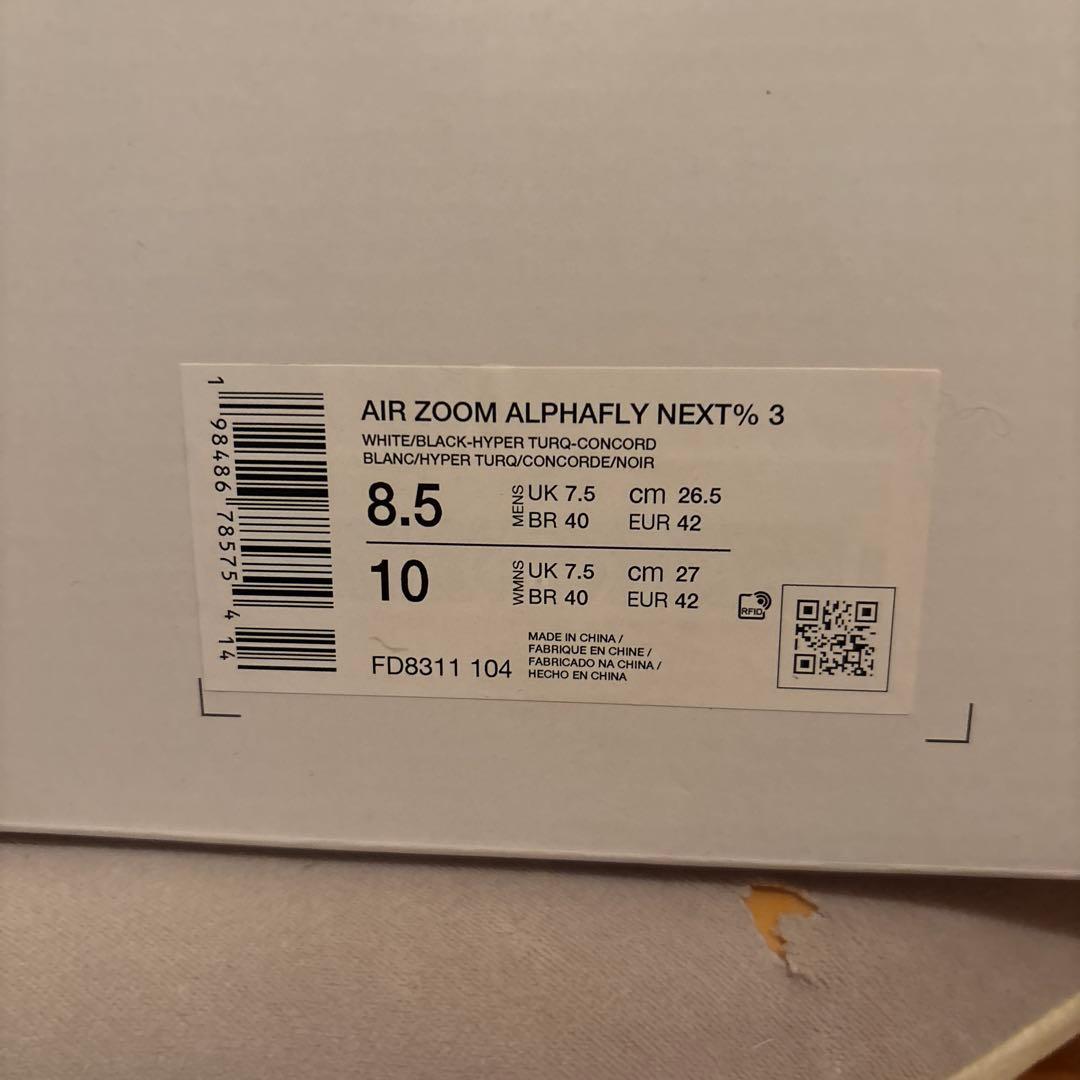 AIR ZOOM ALPHAFLY NEXT% 3
WHITE/BLACK-HYPER TURQ-CONCORD
BLANC/HYPER TURQ/CONCORDE/NOIR
8.5 MENS UK 7.5 cm 26.5
BR 40 EUR 42
10 WMNS UK 7.5 cm 27
BR 40 EUR 42
RFID
MADE IN CHINA /
FABRIQUE EN CHINE /
FABRICADO NA CHINA /
HECHO EN CHINA
FD8311 104
1 98486 78575 4 14